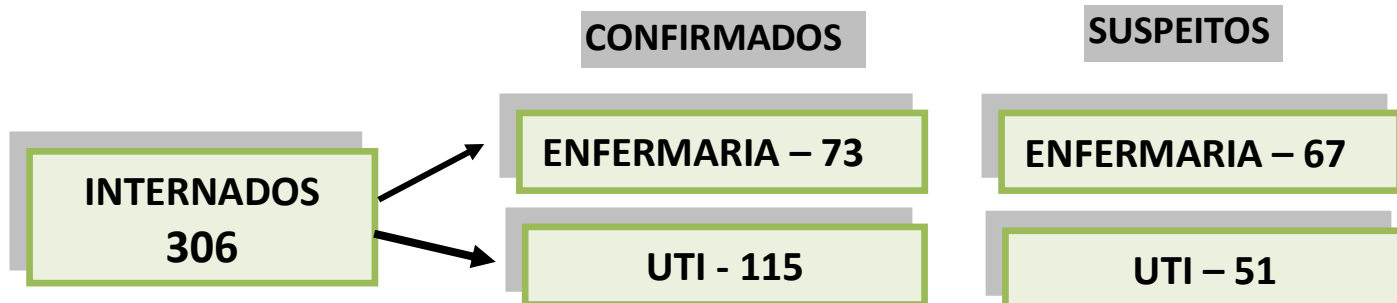 CONFIRMADOS
SUSPEITOS
INTERNADOS
306
ENFERMARIA – 73
ENFERMARIA – 67
UTI - 115
UTI – 51